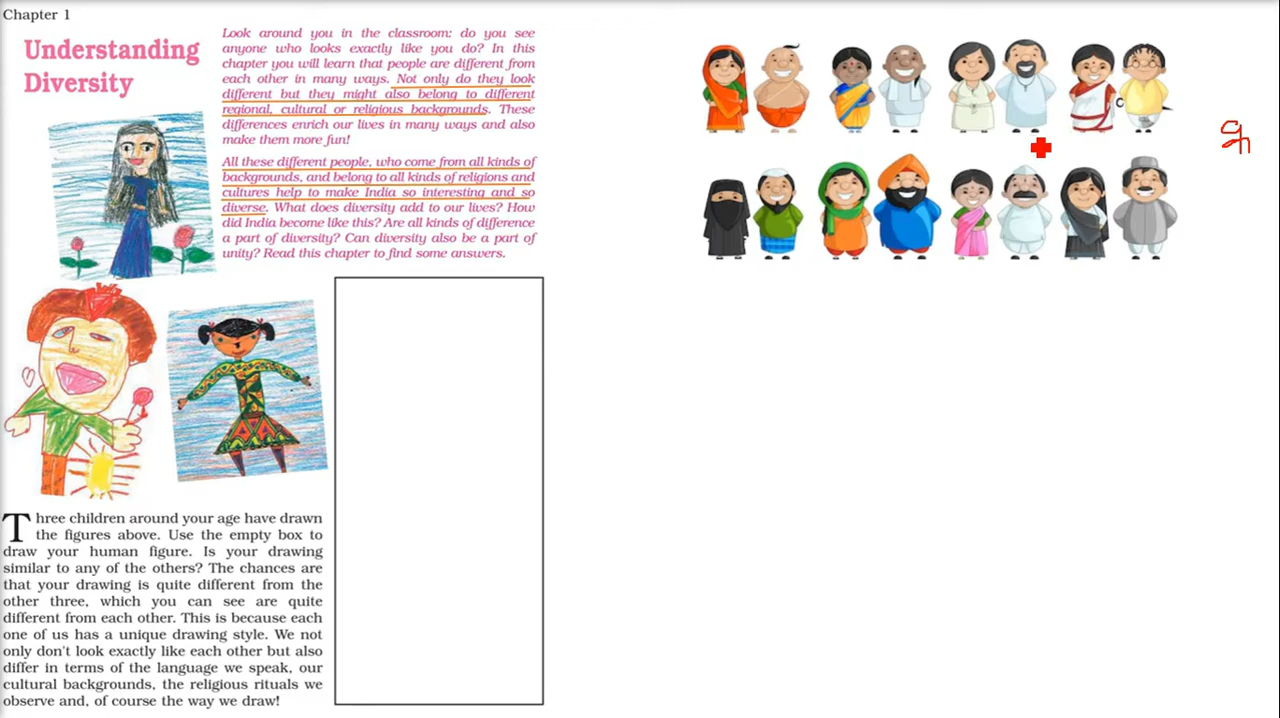 Chapter 1
Understanding
Diversity
Look around you in the classroom: do you see
anyone who looks exactly like you do? In this
chapter you will learn that people are different from
each other in many ways. Not only do they look
different but they might also belong to different
regional, cultural or religious backgrounds. These
differences enrich our lives in many ways and also
make them more fun!
All these different people, who come from all kinds of
backgrounds, and belong to all kinds of religions and
cultures help to make India so interesting and so
diverse. What does diversity add to our lives? How
did India become like this? Are all kinds of difference
a part of diversity? Can diversity also be a part of
unity? Read this chapter to find some answers.
Three children around your age have drawn
the figures above. Use the empty box to
draw your human figure. Is your drawing
similar to any of the others? The chances are
that your drawing is quite different from the
other three, which you can see are quite
different from each other. This is because each
one of us has a unique drawing style. We not
only don't look exactly like each other but also
differ in terms of the language we speak, our
cultural backgrounds, the religious rituals we
observe and, of course the way we draw!